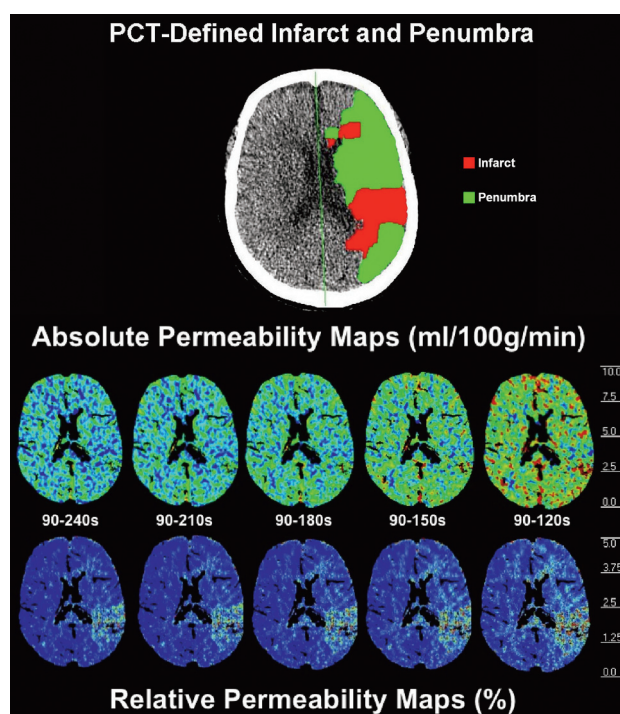 PCT-Defined Infarct and Penumbra
Infarct
Penumbra
Absolute Permeability Maps (ml/100g/min)
10.0
7.5
5.0
2.5
0.0
90-240s 90-210s 90-180s 90-150s 90-120s
5.0
3.75
2.5
1.25
0.0
Relative Permeability Maps (%)